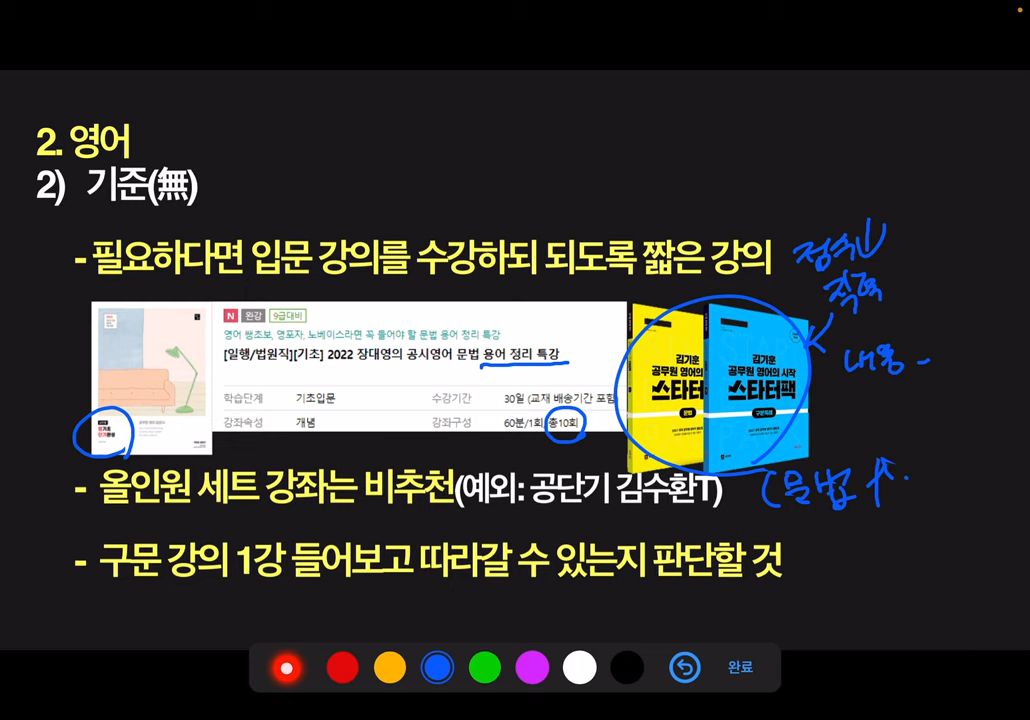 2. 영어
2) 기준(無)
- 필요하다면 입문 강의를 수강하되 되도록 짧은 강의
N 완강 9급대비
영어 쌩초보, 영포자, 노베이스라면 꼭 들어야 할 문법 용어 정리 특강
[일행/법원직][기초] 2022 장대영의 공시영어 문법 용어 정리 특강
학습단계 기초입문 수강기간 30일 (교재 배송기간 포함
강좌속성 개념 강좌구성 60분/1회 총10회
김기훈
공무원 영어의
스타터
문법
김기훈
공무원 영어의 시작
스타터팩
구문독해
내용 -
- 올인원 세트 강좌는 비추천(예외: 공단기 김수환T)
(문법 ↑
- 구문 강의 1강 들어보고 따라갈 수 있는지 판단할 것
완료